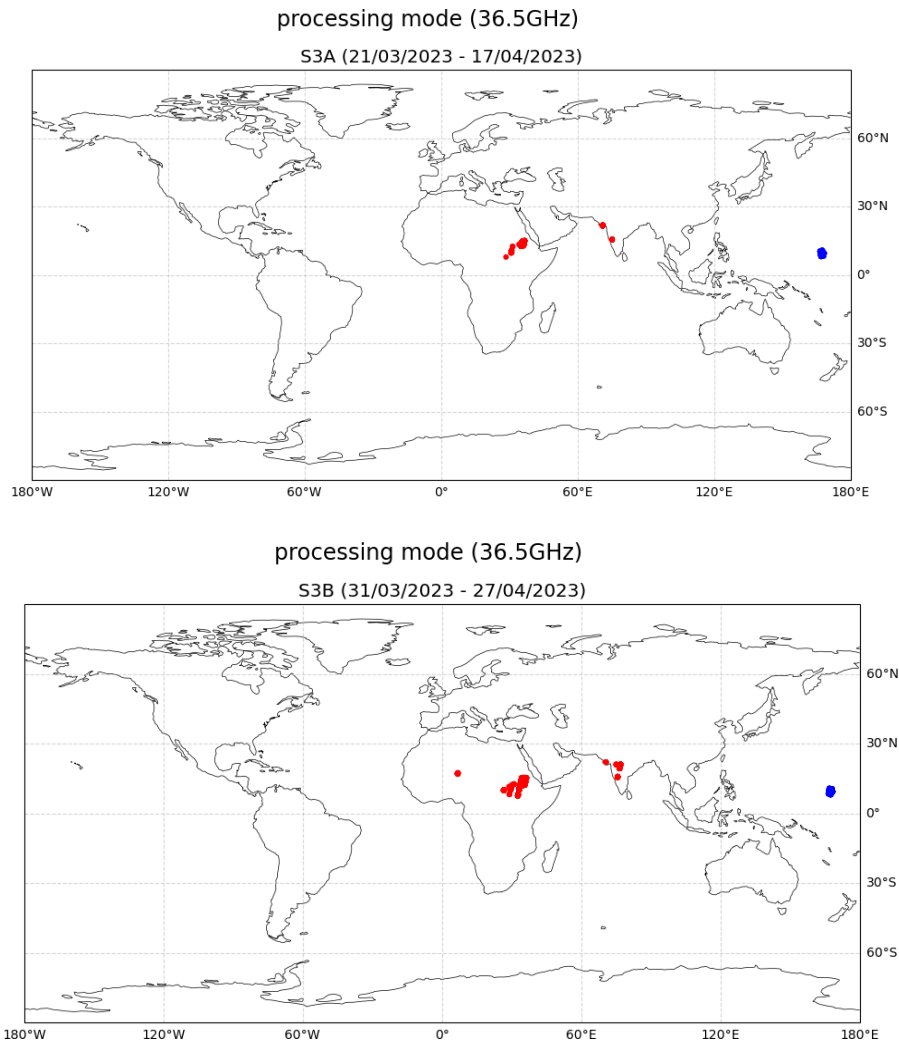 processing mode (36.5GHz)
S3A (21/03/2023 - 17/04/2023)
60°N
30°N
0°
30°S
60°S
180°W 120°W 60°W 0° 60°E 120°E 180°E
processing mode (36.5GHz)
S3B (31/03/2023 - 27/04/2023)
60°N
30°N
0°
30°S
60°S
180°W 120°W 60°W 0° 60°E 120°E 180°E